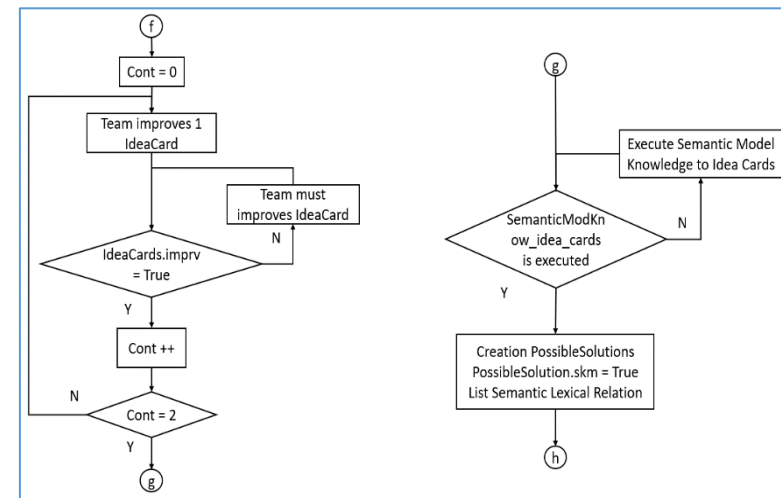 f
Cont = 0
Team improves 1
IdeaCard
Team must
improves IdeaCard
N
IdeaCards.imprv
= True
Y
Cont ++
N
Cont = 2
Y
g
g
Execute Semantic Model
Knowledge to Idea Cards
SemanticModKn
ow_idea_cards
is executed
N
Y
Creation PossibleSolutions
PossibleSolution.skm = True
List Semantic Lexical Relation
h